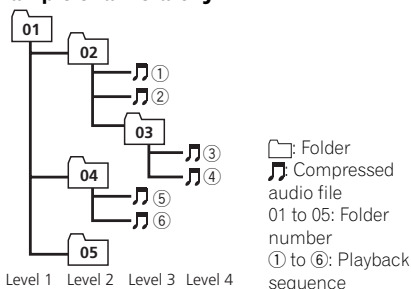 01
02
①
②
03
③
④
04
⑤
⑥
05
Level 1 Level 2 Level 3 Level 4
: Folder
: Compressed
audio file
01 to 05: Folder
number
① to ⑥: Playback
sequence